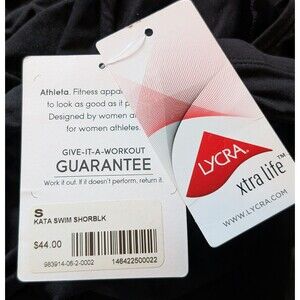 Athleta. Fitness appar
to look as good as it p
Designed by women a
for women athletes.
GIVE-IT-A-WORKOUT
GUARANTEE
Work it out. If it doesn't perform, return it.
S
KATA SWIM SHORBLK
$44.00
983914-06-2-0002
146422500022
LYCRA®
xtra life™
WWW.LYCRA.COM